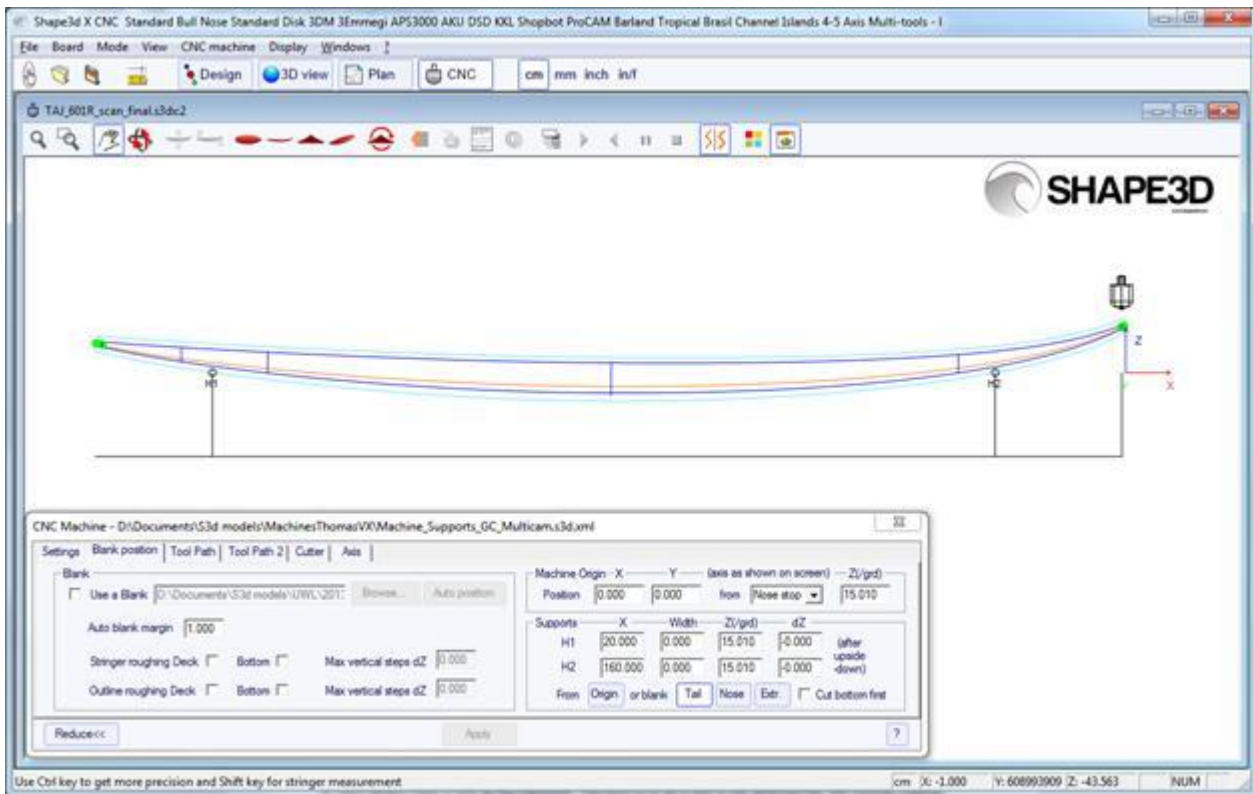 Shape3d X CNC Standard Bull Nose Standard Disk 3DM 3Emmegi APS3000 AKU DSD KKL Shopbot ProCAM Barland Tropical Brasil Channel Islands 4-5 Axis Multi-tools - I
File Board Mode View CNC machine Display Windows ?
Design 3D view Plan CNC cm mm inch in/f
TAJ_601R_scan_final.s3dx2
SHAPE3D
Z
H1 H2 X
CNC Machine - D:\Documents\S3d models\MachinesThomasVX\Machine_Supports_GC_Multicam.s3d.xml
Settings Blank position Tool Path Tool Path 2 Cutter Axis
Blank Machine Origin X Y (axis as shown on screen) Z(/grd)
Use a Blank D:\Documents\S3d models\UWL\201 Browse... Auto position Position 0.000 0.000 from Nose stop 15.010
Supports X Width Z(/grd) dZ
Auto blank margin 1.000 H1 20.000 0.000 15.010 -0.000 (after
upside
Stringer roughing Deck Bottom Max vertical steps dZ 0.000 H2 160.000 0.000 15.010 -0.000 -down)
Outline roughing Deck Bottom Max vertical steps dZ 0.000 From Origin or blank Tail Nose Extr. Cut bottom first
Reduce<< Apply ?
Use Ctrl key to get more precision and Shift key for stringer measurement cm X: -1.000 Y: 608993909 Z: -43.563 NUM